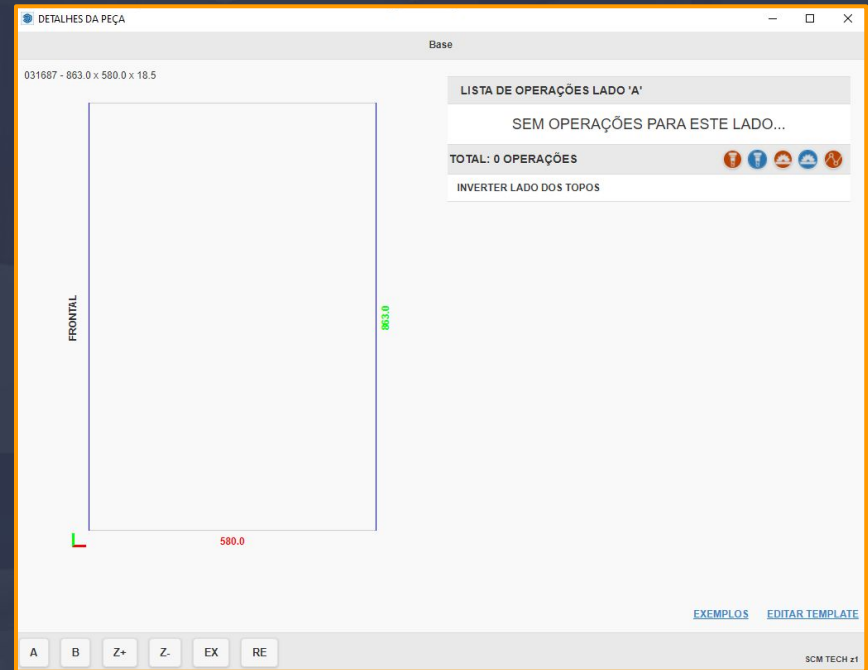 DETALHES DA PEÇA
Base
031687 - 863.0 x 580.0 x 18.5
FRONTAL
863.0
580.0
LISTA DE OPERAÇÕES LADO 'A'
SEM OPERAÇÕES PARA ESTE LADO...
TOTAL: 0 OPERAÇÕES
INVERTER LADO DOS TOPOS
EXEMPLOS EDITAR TEMPLATE
A B Z+ Z- EX RE
SCM TECH z1